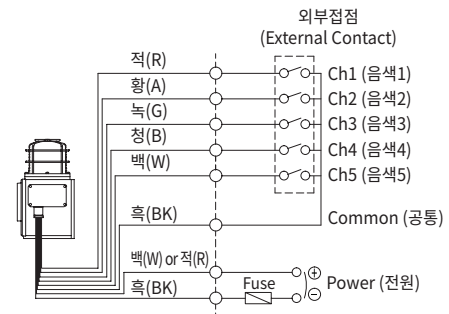 외부접점
(External Contact)
적(R)
Ch1 (음색1)
황(A)
Ch2 (음색2)
녹(G)
Ch3 (음색3)
청(B)
Ch4 (음색4)
백(W)
Ch5 (음색5)
흑(BK)
Common (공통)
백(W) or 적(R)
Fuse
Power (전원)
흑(BK)